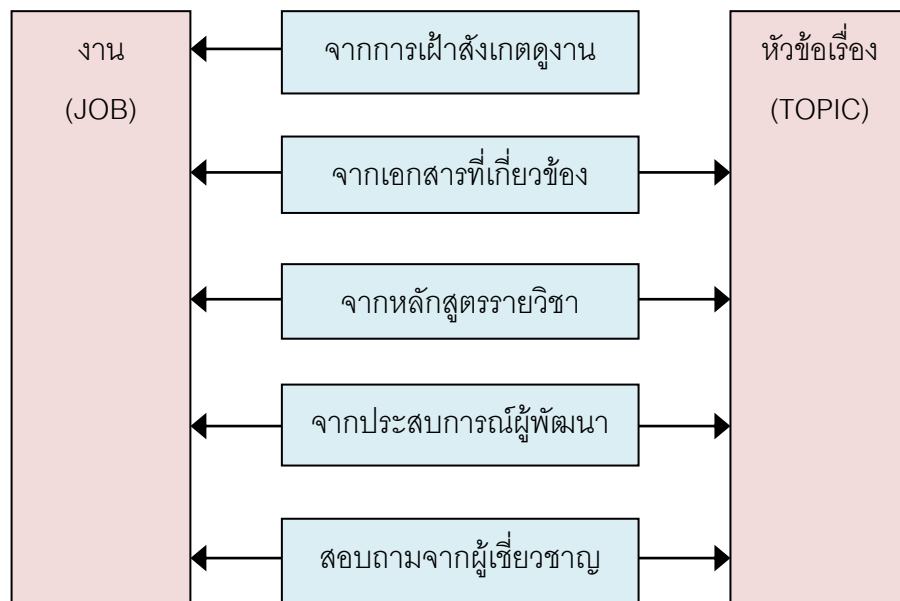 งาน
(JOB)
จากการเฝ้าสังเกตดูงาน
จากเอกสารที่เกี่ยวข้อง
จากหลักสูตรรายวิชา
จากประสบการณ์ผู้พัฒนา
สอบถามจากผู้เชี่ยวชาญ
หัวข้อเรื่อง
(TOPIC)